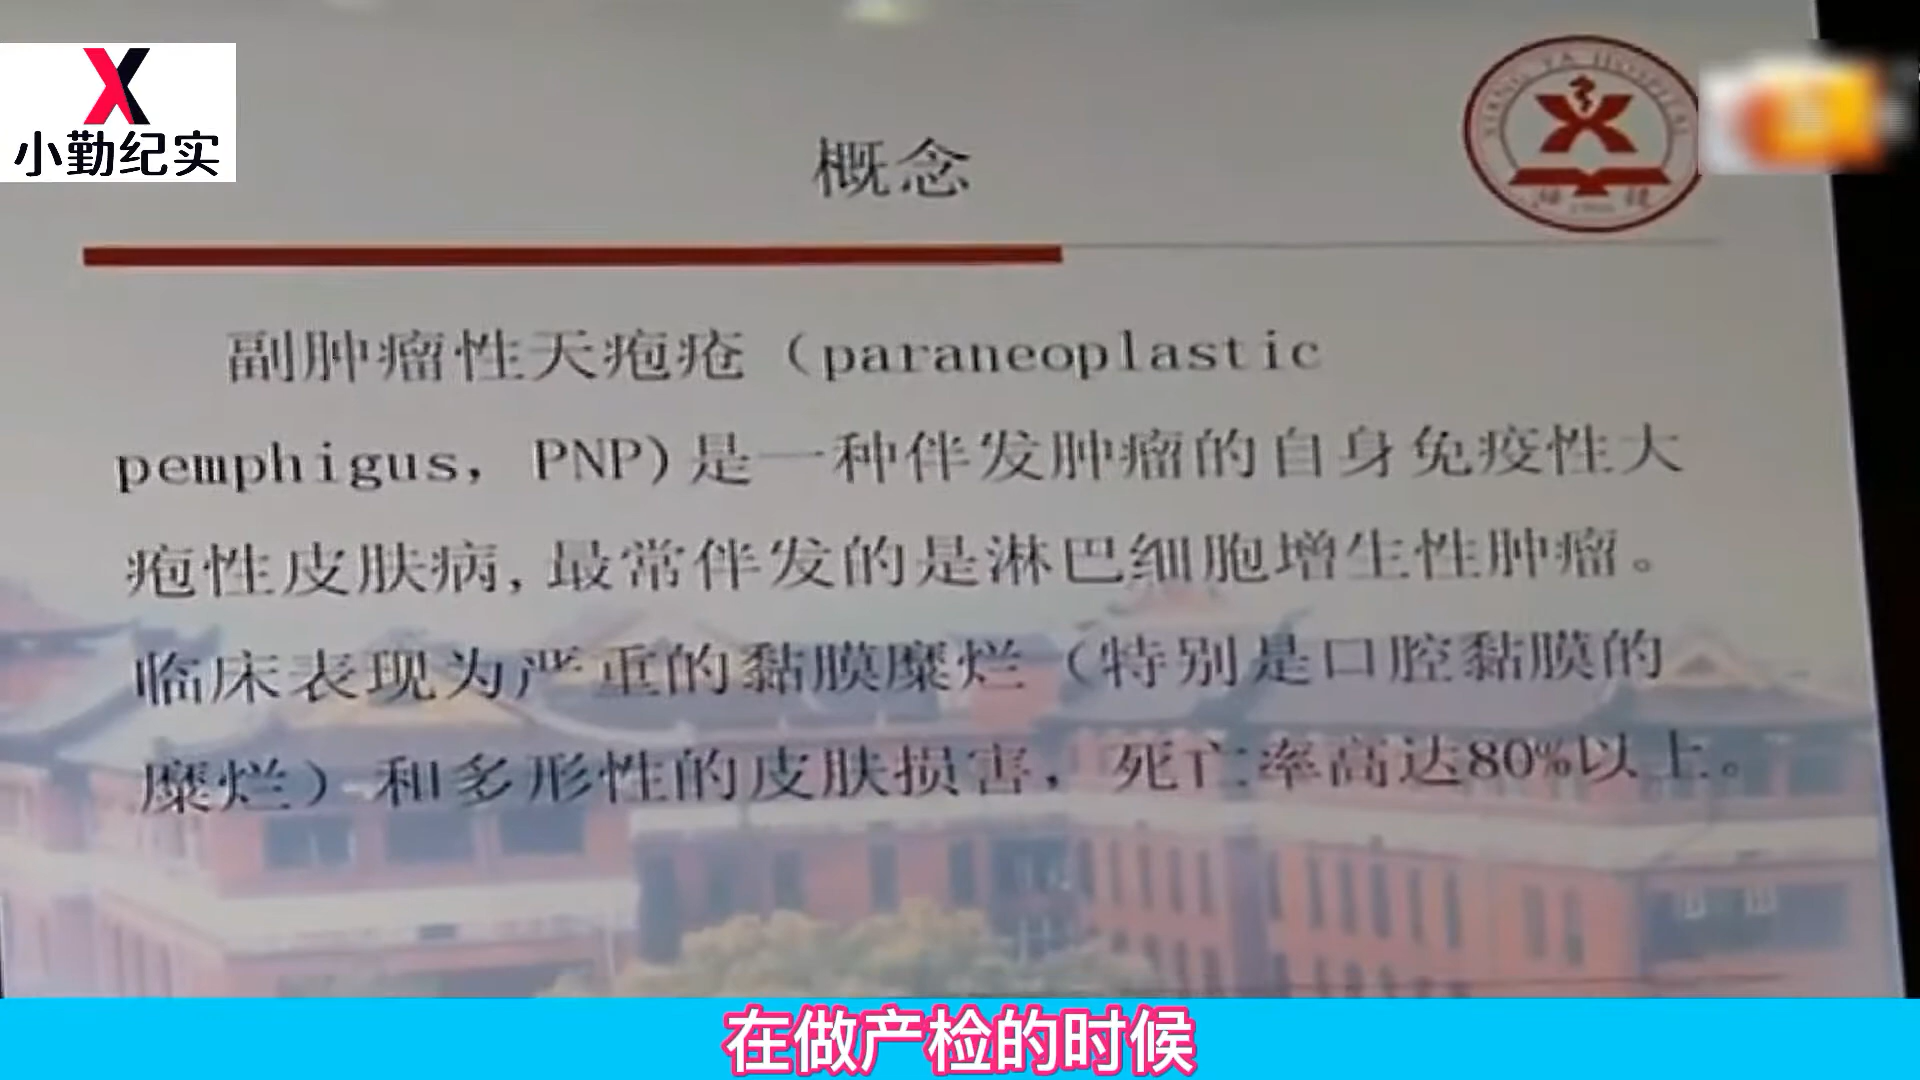 小勤纪实
XIANG YA HOSPITAL
概念
副肿瘤性天疱疮（paraneoplastic
pemphigus，PNP)是一种伴发肿瘤的自身免疫性大
疱性皮肤病,最常伴发的是淋巴细胞增生性肿瘤。
临床表现为严重的黏膜糜烂（特别是口腔黏膜的
糜烂）和多形性的皮肤损害，死亡率高达80%以上。
在做产检的时候